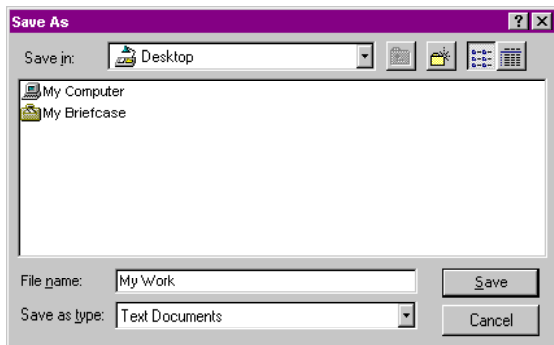 Save As
Save in: Desktop
My Computer
My Briefcase
File name: My Work Save
Save as type: Text Documents Cancel